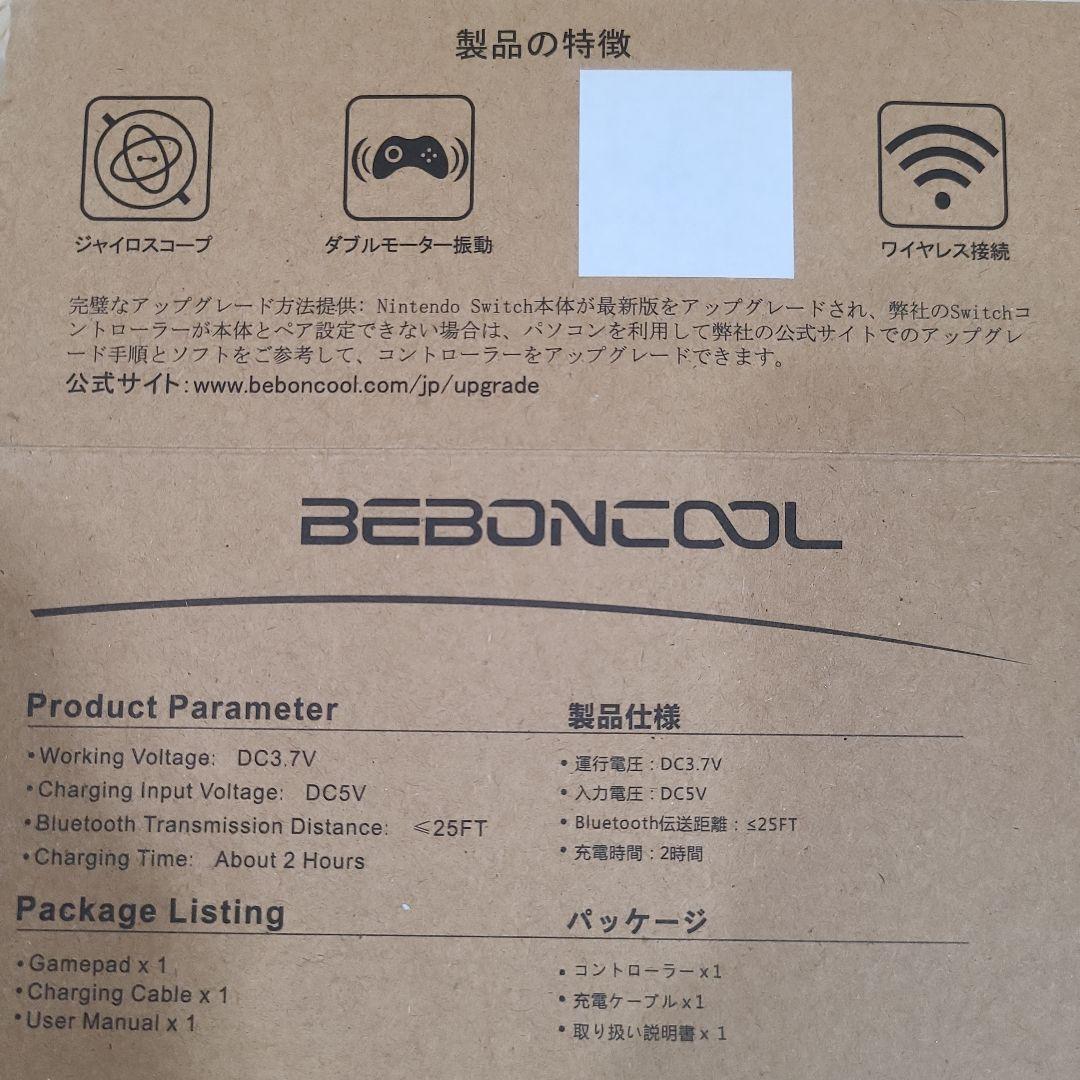 製品の特徴
ジャイロスコープ
ダブルモーター振動
ワイヤレス接続
完璧なアップグレード方法提供: Nintendo Switch本体が最新版をアップグレードされ、弊社のSwitchコ
ントローラーが本体とペア設定できない場合は、パソコンを利用して弊社の公式サイトでのアップグレ
ード手順とソフトをご参考して、コントローラーをアップグレードできます。
公式サイト:www.beboncool.com/jp/upgrade
BEBONCOOL
Product Parameter
•Working Voltage: DC3.7V
•Charging Input Voltage: DC5V
•Bluetooth Transmission Distance: ≤25FT
•Charging Time: About 2 Hours
製品仕様
• 運行電圧:DC3.7V
• 入力電圧:DC5V
• Bluetooth伝送距離:≤25FT
• 充電時間:2時間
Package Listing
•Gamepad x 1
•Charging Cable x 1
•User Manual x 1
パッケージ
• コントローラー x 1
• 充電ケーブル x 1
• 取り扱い説明書 x 1